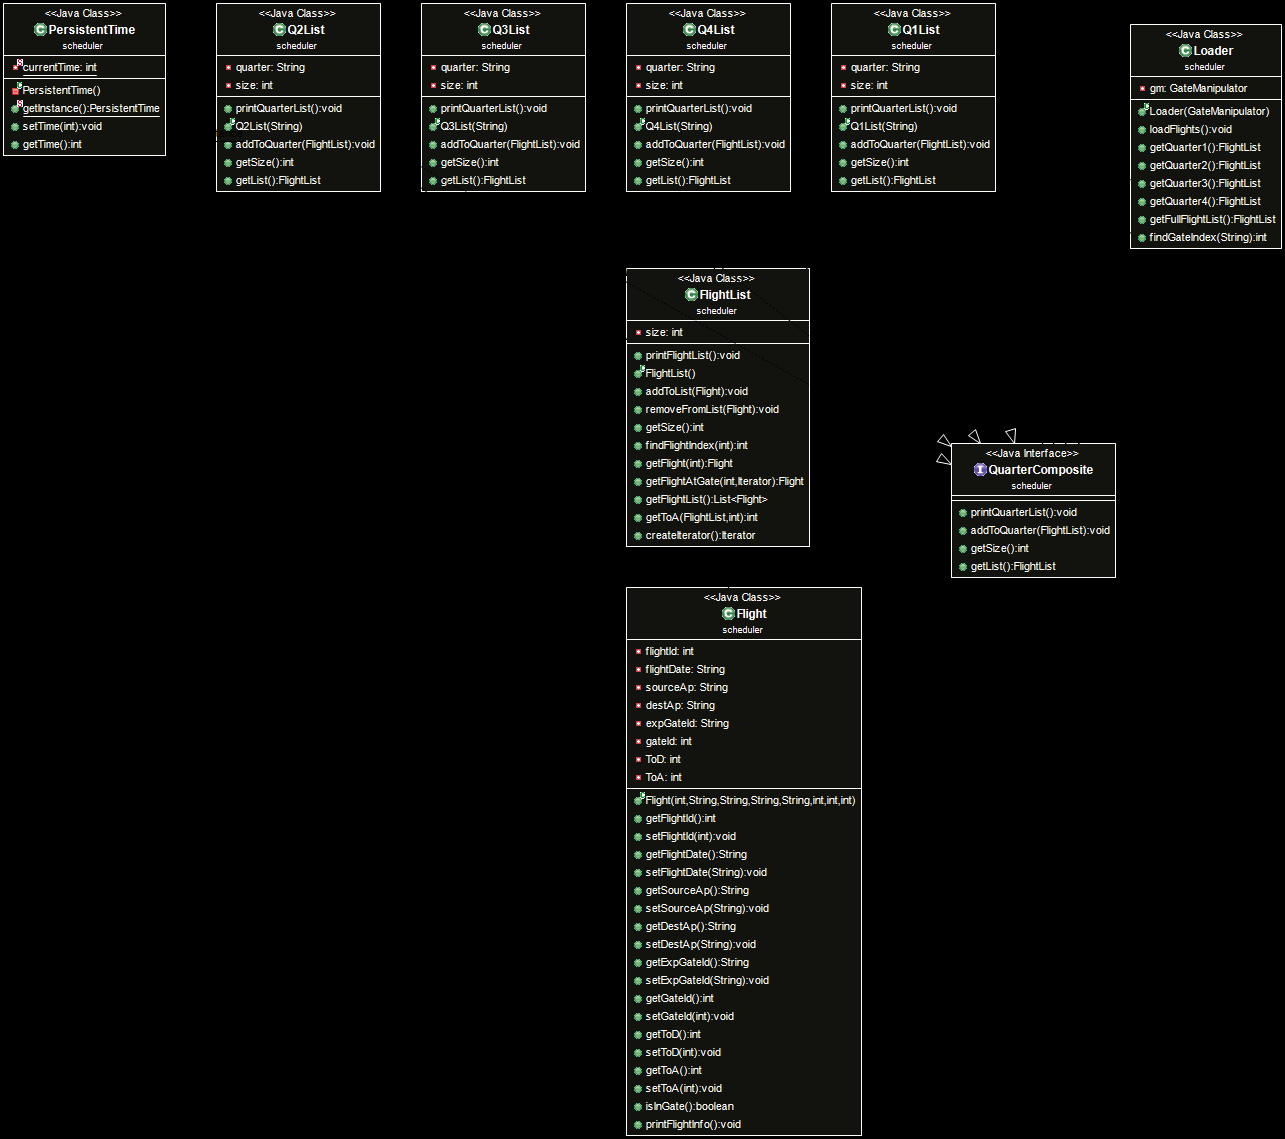 <<Java Class>>
PersistentTime
scheduler
currentTime: int
PersistentTime()
getInstance():PersistentTime
setTime(int):void
getTime():int
<<Java Class>>
Q2List
scheduler
quarter: String
size: int
printQuarterList():void
Q2List(String)
addToQuarter(FlightList):void
getSize():int
getList():FlightList
<<Java Class>>
Q3List
scheduler
quarter: String
size: int
printQuarterList():void
Q3List(String)
addToQuarter(FlightList):void
getSize():int
getList():FlightList
<<Java Class>>
Q4List
scheduler
quarter: String
size: int
printQuarterList():void
Q4List(String)
addToQuarter(FlightList):void
getSize():int
getList():FlightList
<<Java Class>>
Q1List
scheduler
quarter: String
size: int
printQuarterList():void
Q1List(String)
addToQuarter(FlightList):void
getSize():int
getList():FlightList
<<Java Class>>
Loader
scheduler
gm: GateManipulator
Loader(GateManipulator)
loadFlights():void
getQuarter1():FlightList
getQuarter2():FlightList
getQuarter3():FlightList
getQuarter4():FlightList
getFullFlightList():FlightList
findGateIndex(String):int
<<Java Class>>
FlightList
scheduler
size: int
printFlightList():void
FlightList()
addToList(Flight):void
removeFromList(Flight):void
getSize():int
findFlightIndex(int):int
getFlight(int):Flight
getFlightAtGate(int,Iterator):Flight
getFlightList():List<Flight>
getToA(FlightList,int):int
createIterator():Iterator
<<Java Interface>>
QuarterComposite
scheduler
printQuarterList():void
addToQuarter(FlightList):void
getSize():int
getList():FlightList
<<Java Class>>
Flight
scheduler
flightId: int
flightDate: String
sourceAp: String
destAp: String
expGateId: String
gateId: int
ToD: int
ToA: int
Flight(int,String,String,String,String,int,int,int)
getFlightId():int
setFlightId(int):void
getFlightDate():String
setFlightDate(String):void
getSourceAp():String
setSourceAp(String):void
getDestAp():String
setDestAp(String):void
getExpGateId():String
setExpGateId(String):void
getGateId():int
setGateId(int):void
getToD():int
setToD(int):void
getToA():int
setToA(int):void
isInGate():boolean
printFlightInfo():void